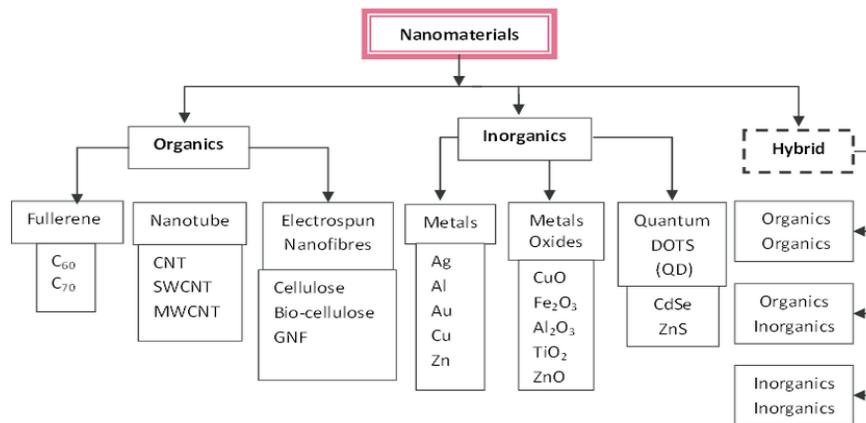 Nanomaterials
Organics
Inorganics
Hybrid
Fullerene
C₆₀
C₇₀
Nanotube
CNT
SWCNT
MWCNT
Electrospun
Nanofibres
Cellulose
Bio-cellulose
GNF
Metals
Ag
Al
Au
Cu
Zn
Metals
Oxides
CuO
Fe₂O₃
Al₂O₃
TiO₂
ZnO
Quantum
DOTS
(QD)
CdSe
ZnS
Organics
Organics
Organics
Inorganics
Inorganics
Inorganics